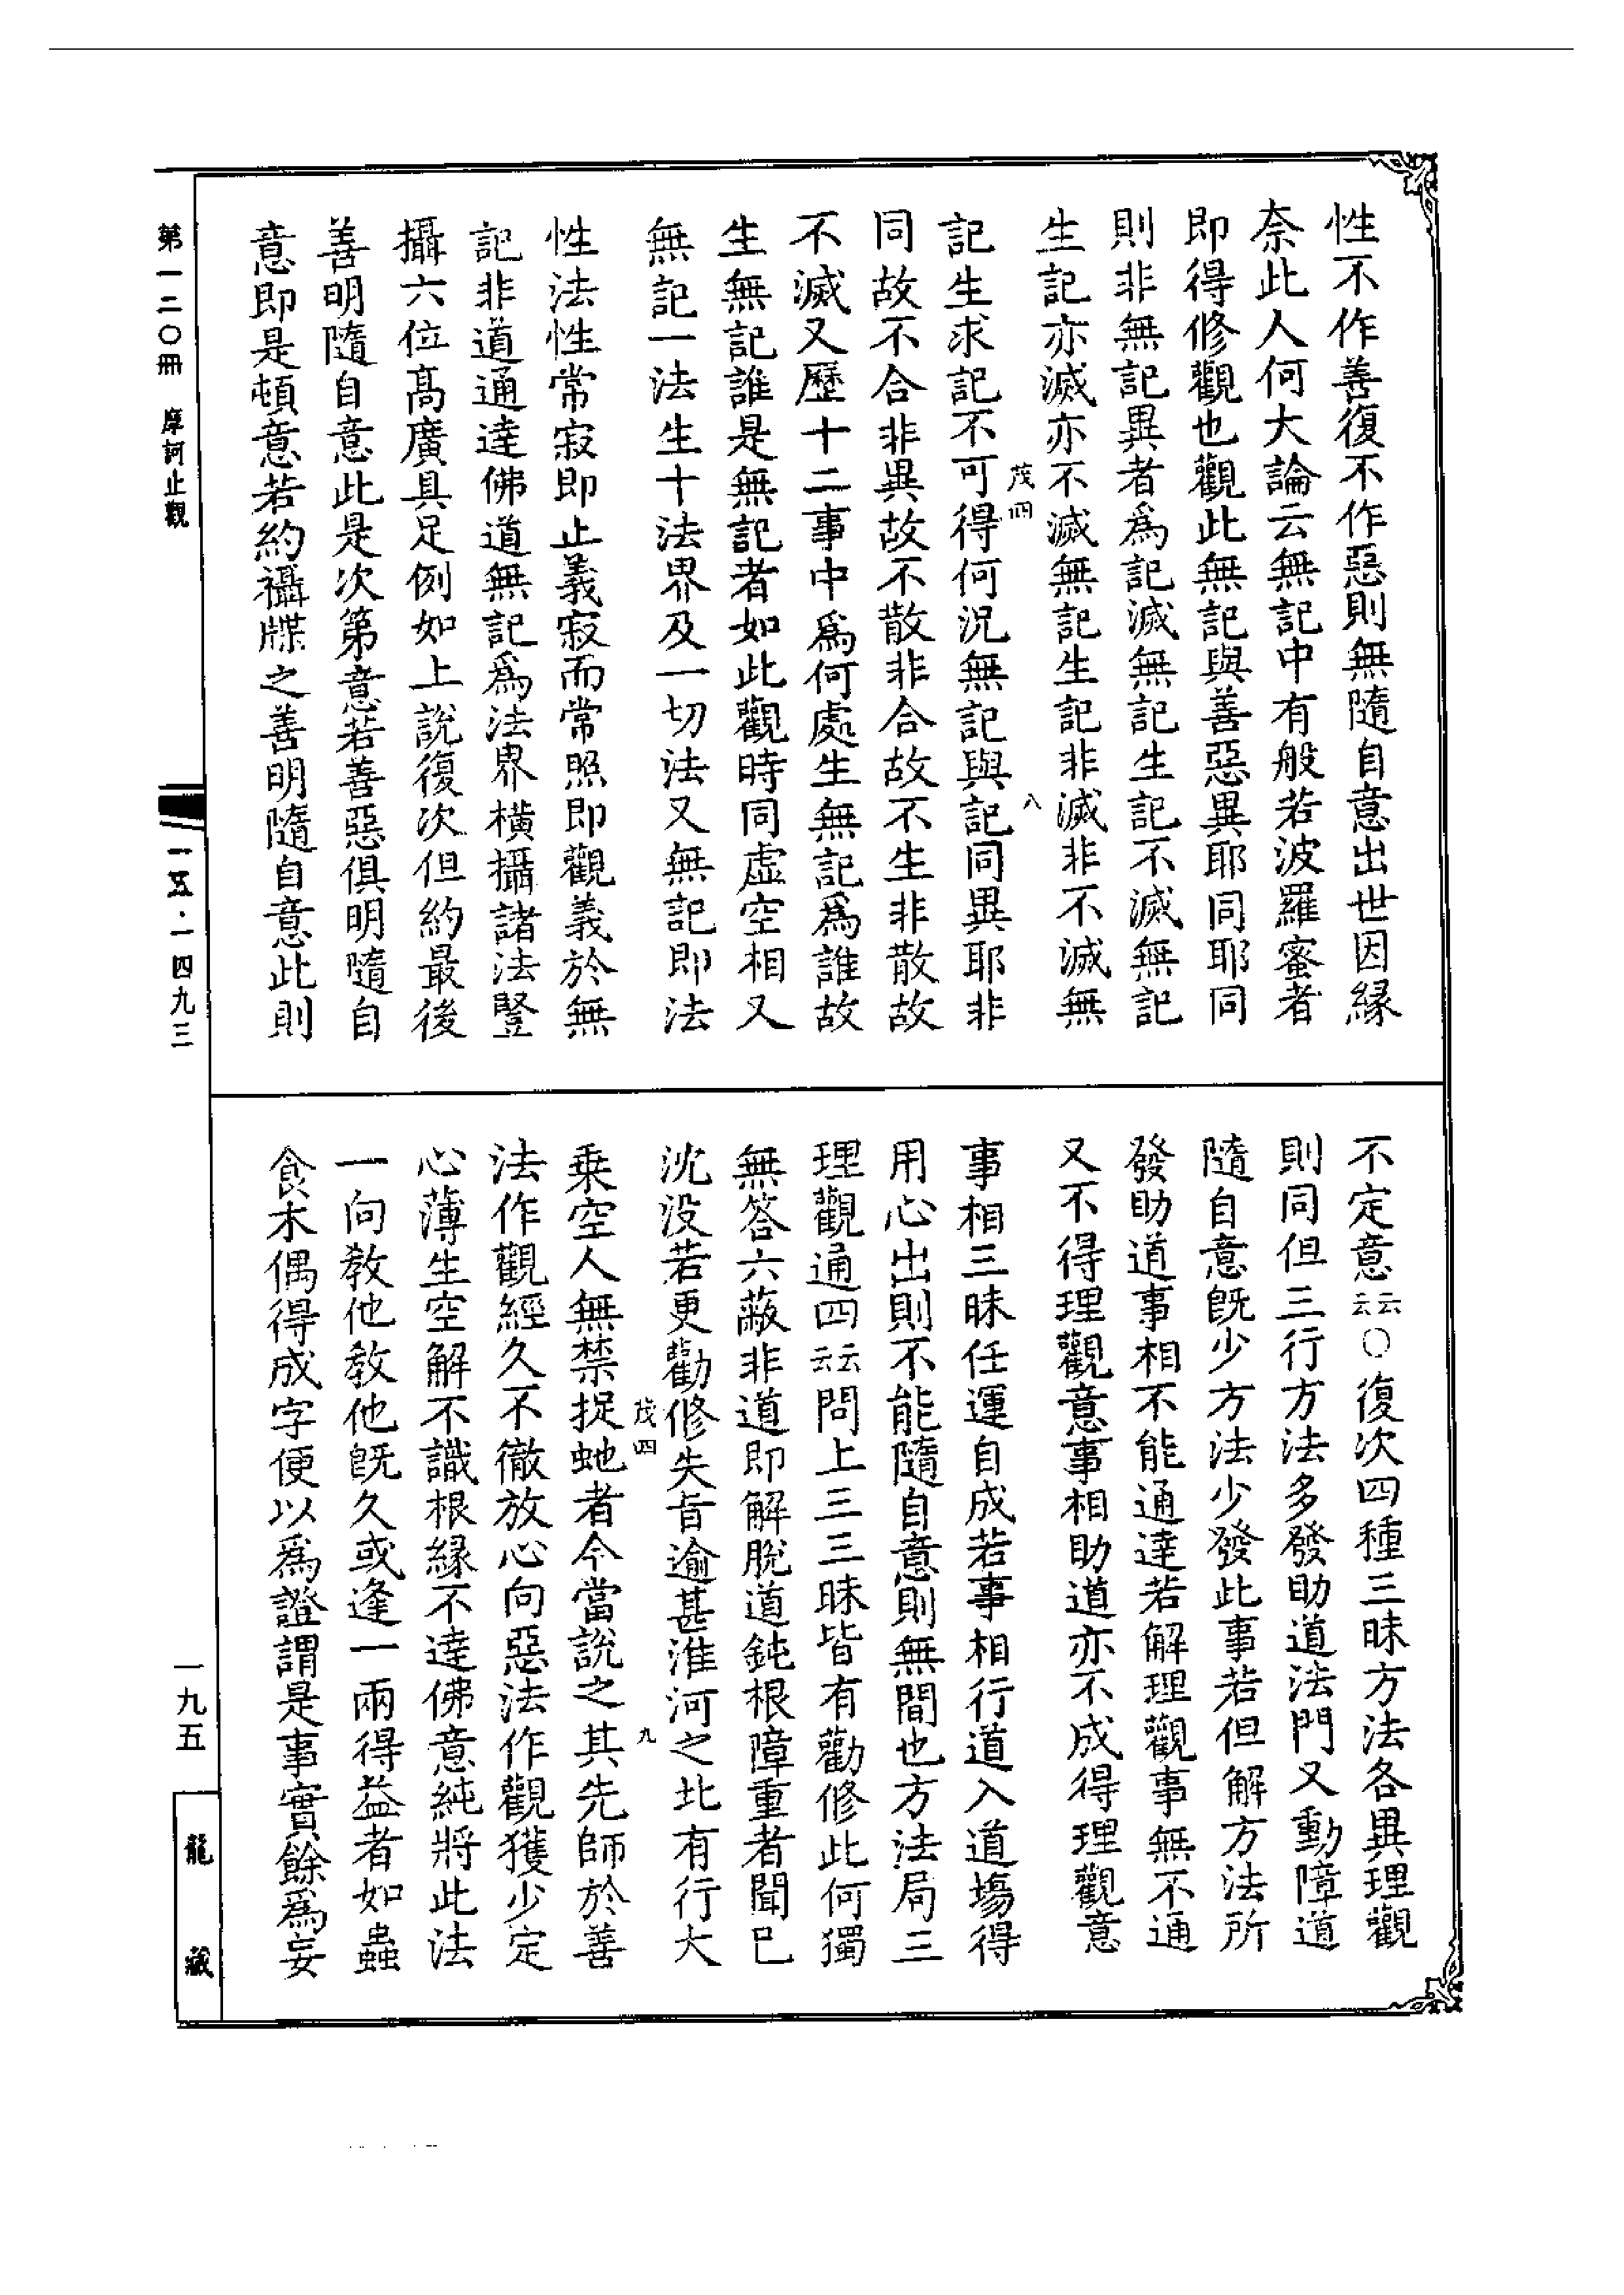 性不作善復不作惡則無隨自意出世因縁
奈此人何大論云無記中有般若波羅蜜者
即得修觀也觀此無記與善惡異耶同耶同
則非無記異者爲記滅無記生記不滅無記
生記亦滅亦不滅無記生記非滅非不滅無
茂四 八
記生求記不可得何況無記與記同異耶非
同故不合非異故不散非合故不生非散故
不滅又歷十二事中爲何處生無記爲誰故
生無記誰是無記者如此觀時同虛空相又
無記一法生十法界及一切法又無記即法
性法性常寂即止義寂而常照即觀義於無
記非道通達佛道無記爲法界橫攝諸法豎
攝六位高廣具足例如上說復次但約最後
善明隨自意此是次第意若善惡俱明隨自
意即是頓意若約襵牒之善明隨自意此則
不定意云云〇復次四種三昧方法各異理觀
則同但三行方法多發助道法門又動障道
隨自意旣少方法少發此事若但解方法所
發助道事相不能通達若解理觀事無不通
又不得理觀意事相助道亦不成得理觀意
事相三昧任運自成若事相行道入道場得
用心出則不能隨自意則無間也方法局三
理觀通四云云問上三三昧皆有勸修此何獨
無答六蔽非道即解脫道鈍根障重者聞已
沈没若更勸修失旨逾甚淮河之北有行大
茂四 九
乗空人無禁捉虵者今當說之其先師於善
法作觀經久不徹放心向惡法作觀獲少定
心薄生空解不識根緣不達佛意純將此法
一向教他教他旣久或逢一兩得益者如蟲
食木偶得成字便以爲證謂是事實餘爲妄
第一二〇冊 摩訶止觀
一五·一四九三
一九五
龍藏